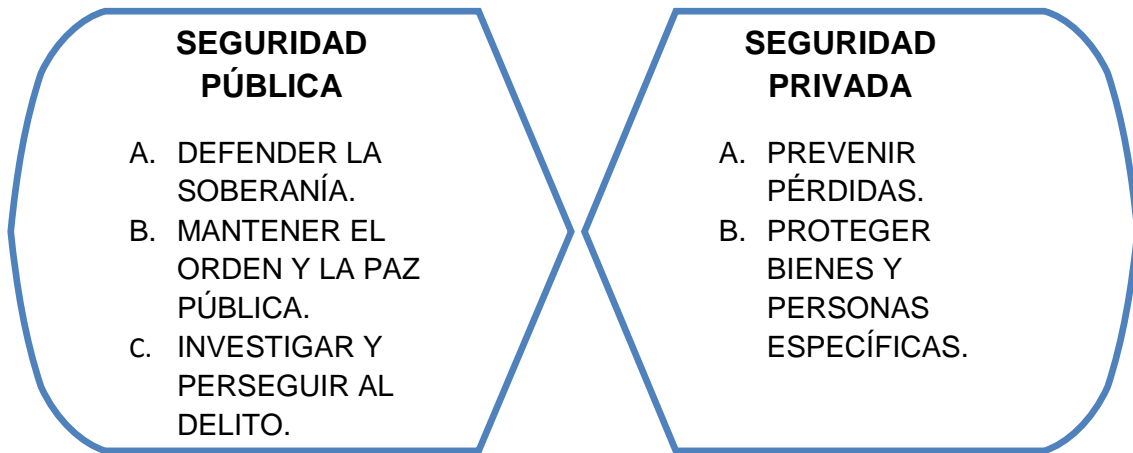 SEGURIDAD
PÚBLICA
A. DEFENDER LA
SOBERANÍA.
B. MANTENER EL
ORDEN Y LA PAZ
PÚBLICA.
C. INVESTIGAR Y
PERSEGUIR AL
DELITO.
SEGURIDAD
PRIVADA
A. PREVENIR
PÉRDIDAS.
B. PROTEGER
BIENES Y
PERSONAS
ESPECÍFICAS.